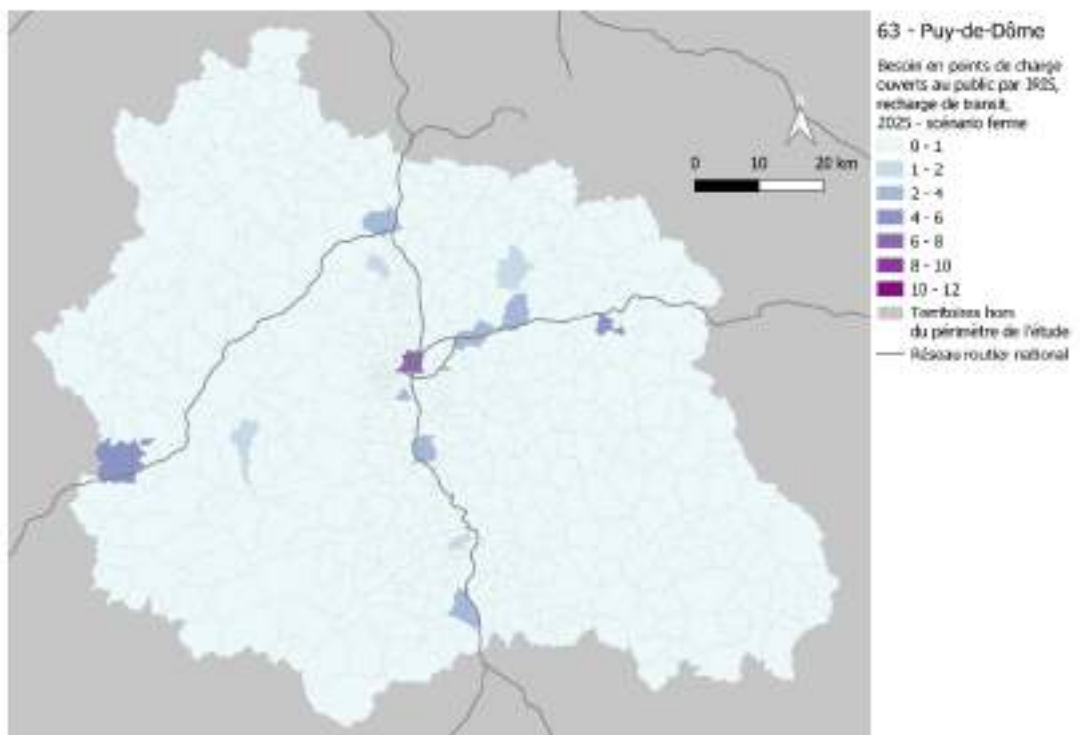 63 - Puy-de-Dôme
Besoin en points de charge
ouverts au public par IRIS,
recharge de transit,
2025 - scénario ferme
0 - 1
1 - 2
2 - 4
4 - 6
6 - 8
8 - 10
10 - 12
Territoires hors
du périmètre de l'étude
Réseau routier national
0 10 20 km